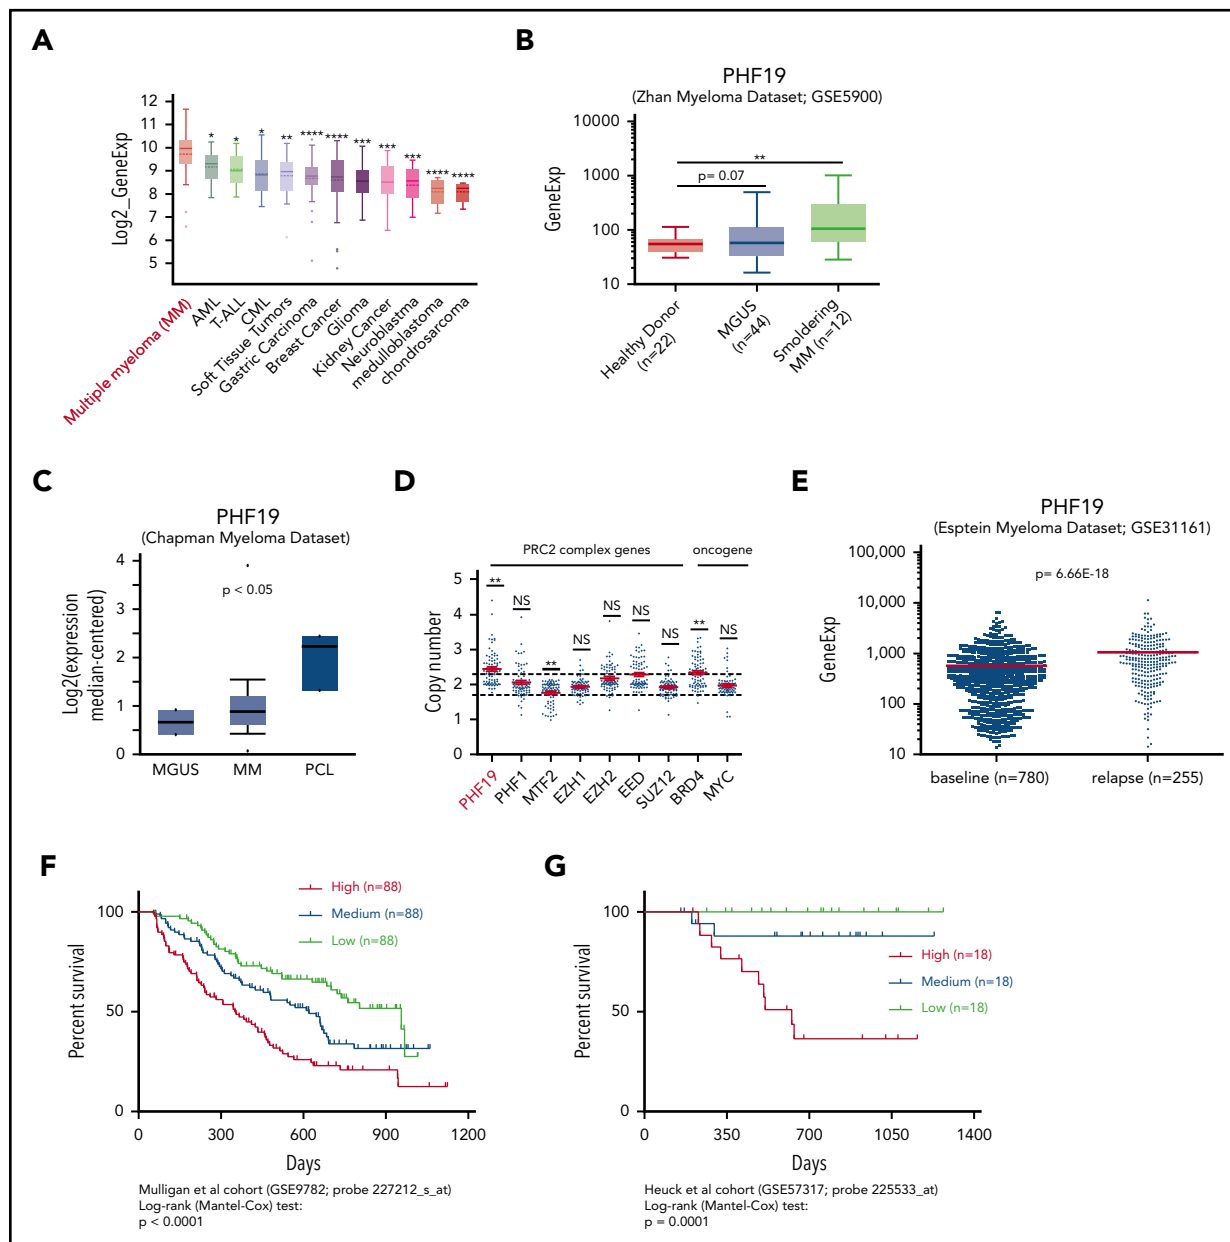 A
Log2_GeneExp
12
11
10
9
8
7
6
5
* * * ** **** **** *** *** *** **** ****
Multiple myeloma (MM)
AML
T-ALL
CML
Soft Tissue Tumors
Gastric Carcinoma
Breast Cancer
Glioma
Kidney Cancer
Neuroblastma
medulloblastoma
chondrosarcoma
B
PHF19
(Zhan Myeloma Dataset; GSE5900)
GeneExp
10000
1000
100
10
**
p= 0.07
Healthy Donor
(n=22)
MGUS
(n=44)
Smoldering
MM (n=12)
C
PHF19
(Chapman Myeloma Dataset)
Log2(expression
median-centered)
4
3
2
1
0
p < 0.05
MGUS MM PCL
D
PRC2 complex genes oncogene
Copy number
5
4
3
2
1
0
** NS ** NS NS NS NS ** NS
PHF19
PHF1
MTF2
EZH1
EZH2
EED
SUZ12
BRD4
MYC
E
PHF19
(Esptein Myeloma Dataset; GSE31161)
GeneExp
100,000
10,000
1,000
100
10
p= 6.66E-18
baseline (n=780) relapse (n=255)
F
Percent survival
100
50
0
High (n=88)
Medium (n=88)
Low (n=88)
0 300 600 900 1200
Days
Mulligan et al cohort (GSE9782; probe 227212_s_at)
Log-rank (Mantel-Cox) test:
p < 0.0001
G
Percent survival
100
50
0
High (n=18)
Medium (n=18)
Low (n=18)
0 350 700 1050 1400
Days
Heuck et al cohort (GSE57317; probe 225533_at)
Log-rank (Mantel-Cox) test:
p = 0.0001